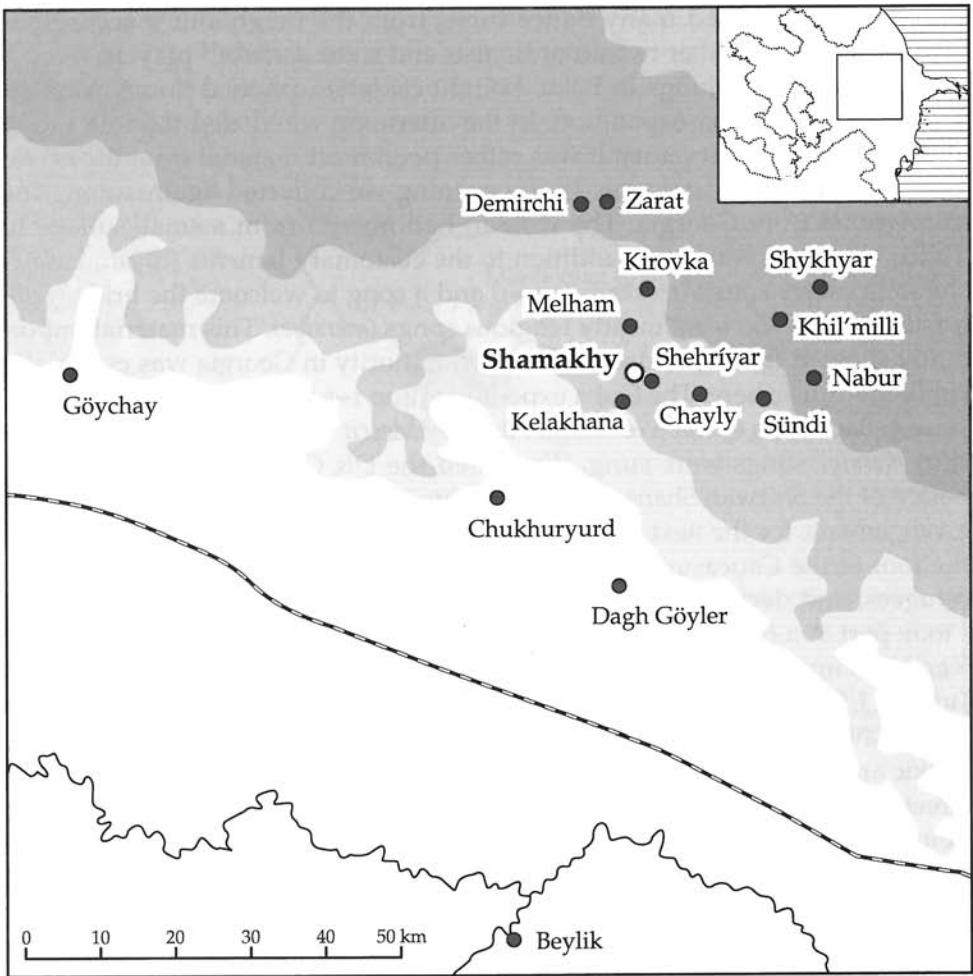 Demirchi
Zarat
Kirovka
Shykhyar
Melham
Khil'milli
Shamakhy
Shehríyar
Nabur
Göychay
Kelakhana
Chayly
Sündi
Chukhuryurd
Dagh Göyler
0 10 20 30 40 50 km
Beylik